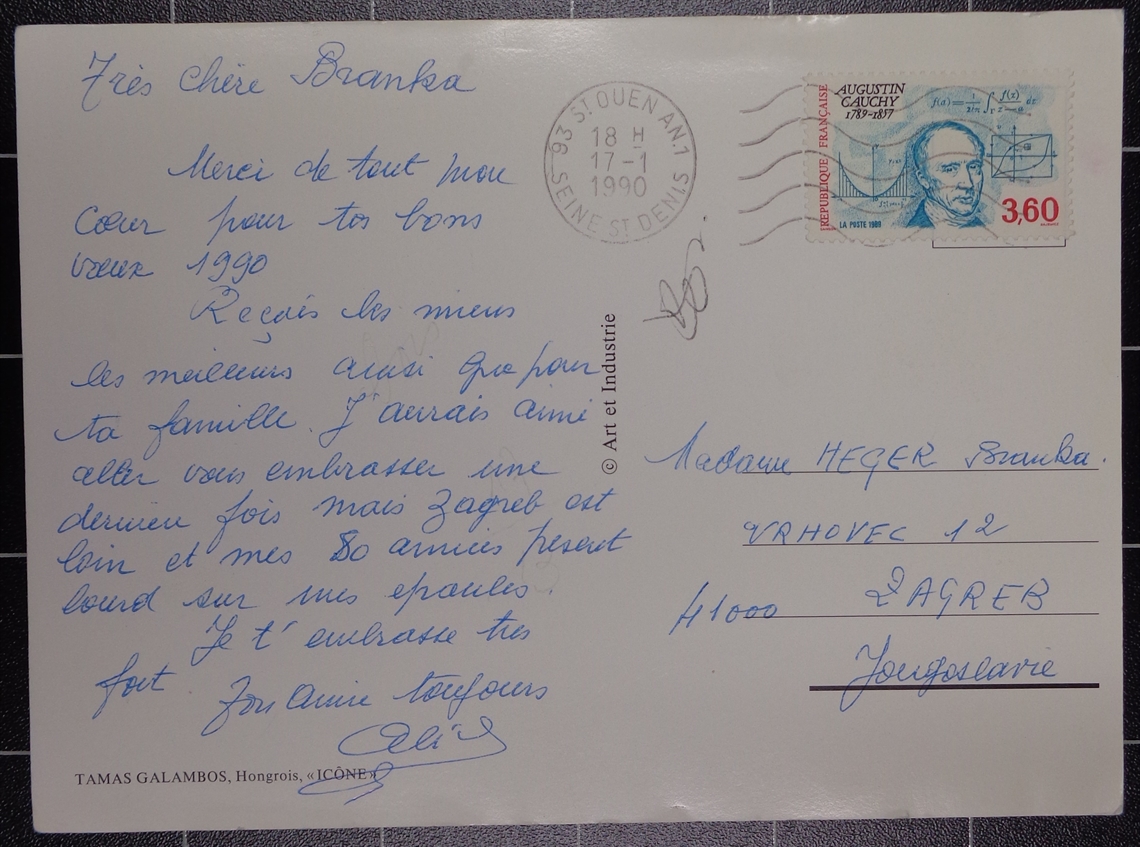 Très chère Branka
Merci de tout mon
cœur pour tes bons
vœux 1990
Reçois les miens
les meilleurs ainsi que pour
ta famille. J'aurais aimé
aller vous embrasser une
dernieu fois mais Zagreb est
loin et mes 80 années pesent
lourd sur mes epaules.
Je t'embrasse tres
fort Ton amie toujours
TAMAS GALAMBOS, Hongrois, «ICÔNE»
© Art et Industrie
93 ST OUEN AN.1
18 H
17-1
1990
SEINE ST DENIS
REPUBLIQUE FRANÇAISE
AUGUSTIN
CAUCHY
1789-1857
LA POSTE 1989
3,60
Madame HEGER Branka.
VRHOVEC 12
41000 ZAGREB
Yougoslavie